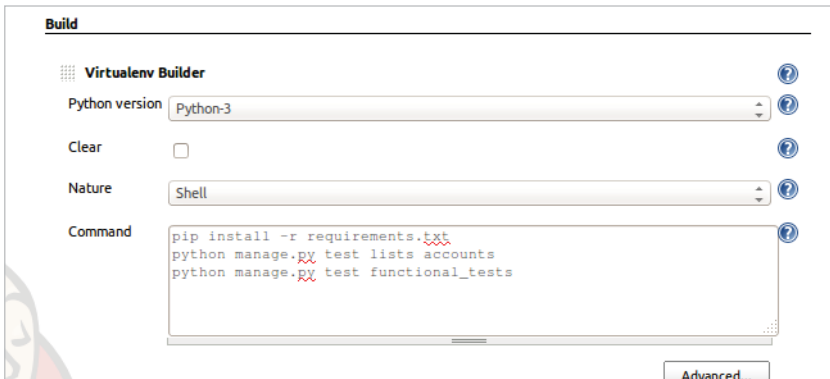 Build
Virtualenv Builder
Python version Python-3
Clear
Nature Shell
Command pip install -r requirements.txt
python manage.py test lists accounts
python manage.py test functional_tests
Advanced...